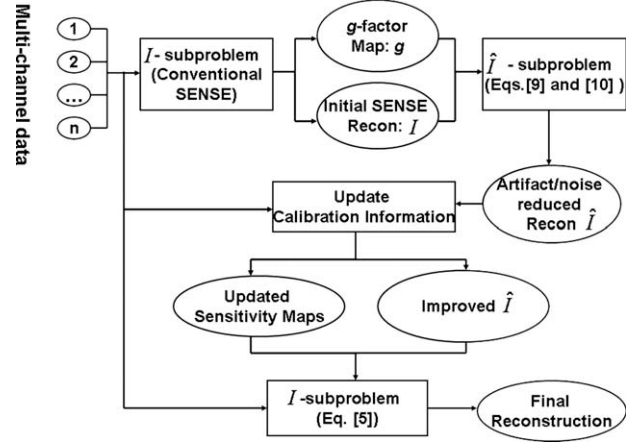 Multi-channel data
1
2
...
n
I - subproblem
(Conventional
SENSE)
g-factor
Map: g
Initial SENSE
Recon: I
Î - subproblem
(Eqs.[9] and [10] )
Artifact/noise
reduced
Recon Î
Update
Calibration Information
Updated
Sensitivity Maps
Improved Î
I -subproblem
(Eq. [5])
Final
Reconstruction